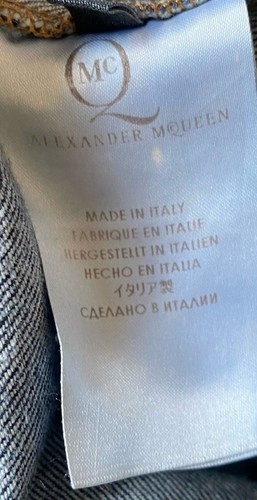 McQ
ALEXANDER McQUEEN
MADE IN ITALY
FABRIQUE EN ITALIE
HERGESTELLT IN ITALIEN
HECHO EN ITALIA
イタリア製
СДЕЛАНО В ИТАЛИИ